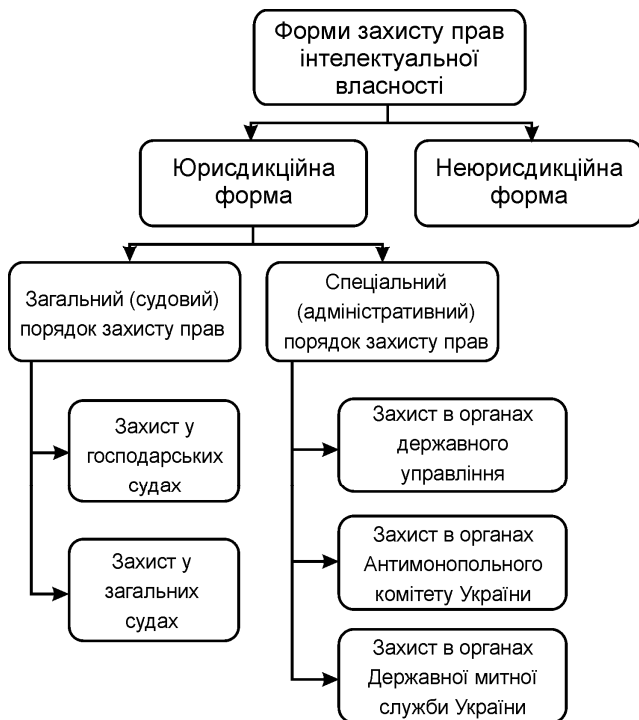 Форми захисту прав
інтелектуальної
власності
Юрисдикційна
форма
Неюрисдикційна
форма
Загальний (судовий)
порядок захисту прав
Спеціальний
(адміністративний)
порядок захисту прав
Захист у
господарських
судах
Захист у
загальних
судах
Захист в органах
державного
управління
Захист в органах
Антимонопольного
комітету України
Захист в органах
Державної митної
служби України